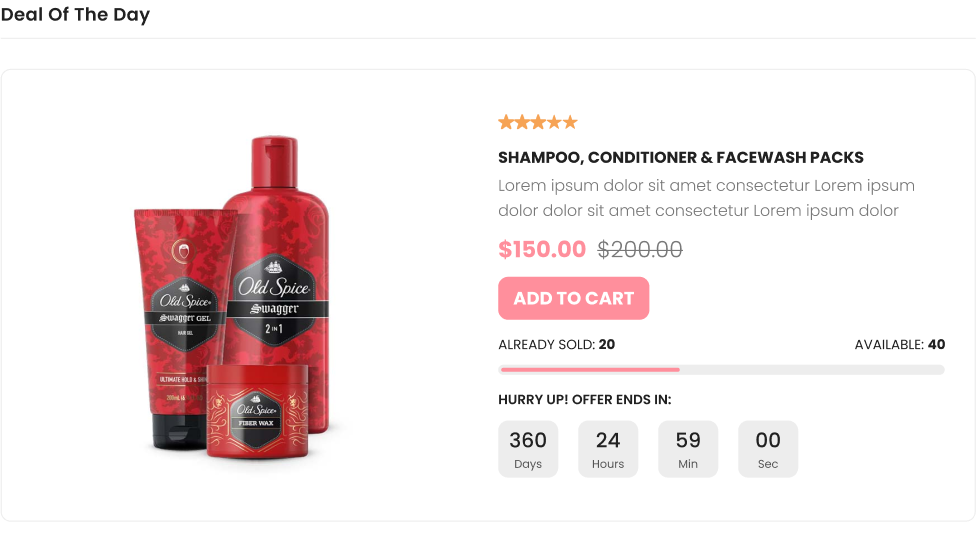 Deal Of The Day
SHAMPOO, CONDITIONER & FACEWASH PACKS
Lorem ipsum dolor sit amet consectetur Lorem ipsum
dolor dolor sit amet consectetur Lorem ipsum dolor
$150.00 $200.00
ADD TO CART
ALREADY SOLD: 20 AVAILABLE: 40
HURRY UP! OFFER ENDS IN:
360 24 59 00
Days Hours Min Sec
Old Spice
Swagger
2 IN 1
Old Spice
Swagger GEL
HAIR GEL
ULTIMATE HOLD &
Old Spice
FIBER WAX